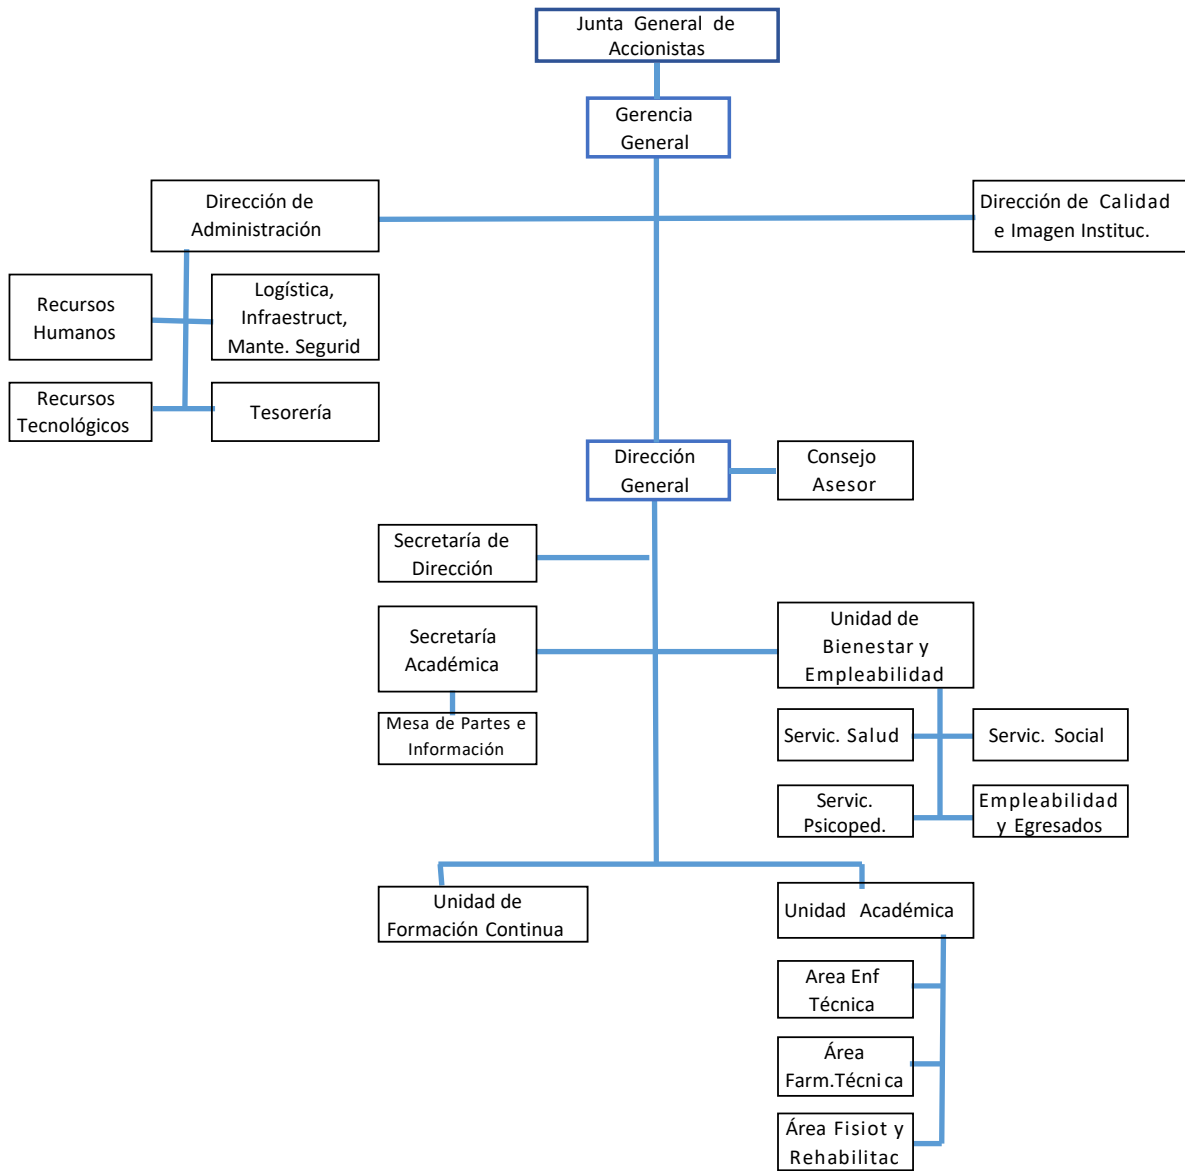 Junta General de
Accionistas
Gerencia
General
Dirección de
Administración
Dirección de Calidad
e Imagen Instituc.
Recursos
Humanos
Logística,
Infraestruct,
Mante. Segurid
Recursos
Tecnológicos
Tesorería
Dirección
General
Consejo
Asesor
Secretaría de
Dirección
Secretaría
Académica
Unidad de
Bienestar y
Empleabilidad
Mesa de Partes e
Información
Servic. Salud
Servic. Social
Servic.
Psicoped.
Empleabilidad
y Egresados
Unidad de
Formación Continua
Unidad Académica
Area Enf
Técnica
Área
Farm.Técnica
Área Fisiot y
Rehabilitac